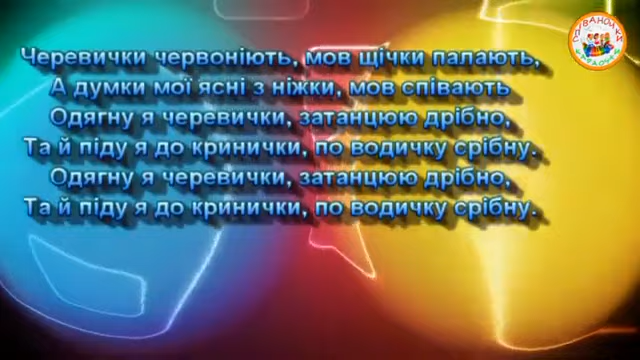 Черевички червоніють, мов щічки палають,
А думки мої ясні з ніжки, мов співають
Одягну я черевички, затанцюю дрібно,
Та й піду я до кринички, по водичку срібну.
Одягну я черевички, затанцюю дрібно,
Та й піду я до кринички, по водичку срібну.